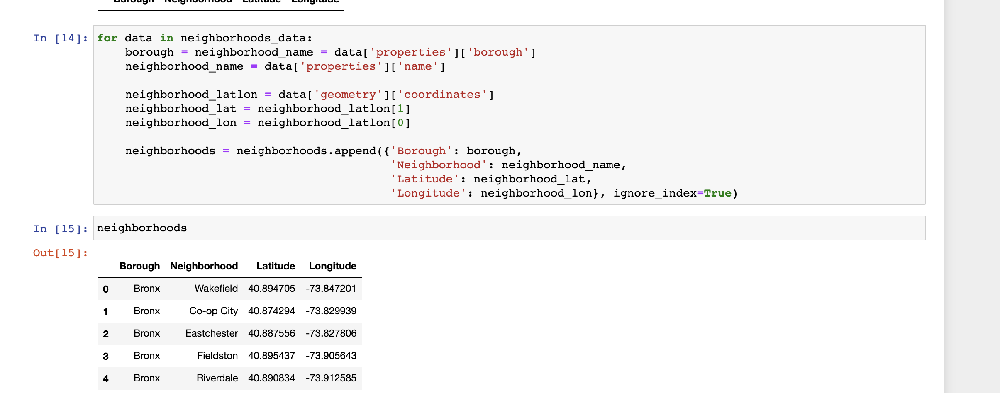 Borough Neighborhood Latitude Longitude
In [14]: for data in neighborhoods_data:
borough = neighborhood_name = data['properties']['borough']
neighborhood_name = data['properties']['name']
neighborhood_latlon = data['geometry']['coordinates']
neighborhood_lat = neighborhood_latlon[1]
neighborhood_lon = neighborhood_latlon[0]
neighborhoods = neighborhoods.append({'Borough': borough,
'Neighborhood': neighborhood_name,
'Latitude': neighborhood_lat,
'Longitude': neighborhood_lon}, ignore_index=True)
In [15]: neighborhoods
Out[15]:
Borough Neighborhood Latitude Longitude
0 Bronx Wakefield 40.894705 -73.847201
1 Bronx Co-op City 40.874294 -73.829939
2 Bronx Eastchester 40.887556 -73.827806
3 Bronx Fieldston 40.895437 -73.905643
4 Bronx Riverdale 40.890834 -73.912585